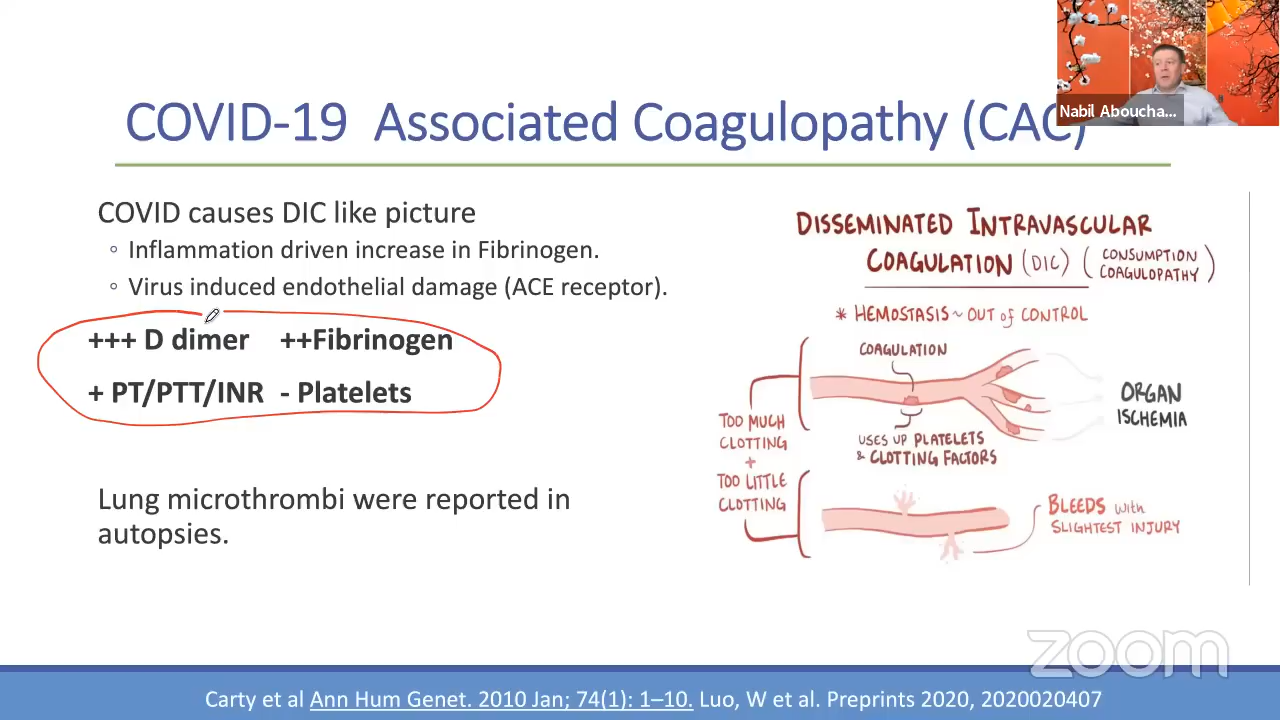 Nabil Aboucha...
COVID-19 Associated Coagulopathy (CAC)
COVID causes DIC like picture
◦ Inflammation driven increase in Fibrinogen.
◦ Virus induced endothelial damage (ACE receptor).
+++ D dimer ++Fibrinogen
+ PT/PTT/INR - Platelets
Lung microthrombi were reported in
autopsies.
DISSEMINATED INTRAVASCULAR
COAGULATION (DIC) (CONSUMPTION
COAGULOPATHY)
* HEMOSTASIS ~ OUT OF CONTROL
COAGULATION
TOO MUCH
CLOTTING
+
TOO LITTLE
CLOTTING
USES UP PLATELETS
& CLOTTING FACTORS
ORGAN
ISCHEMIA
BLEEDS WITH
SLIGHTEST INJURY
zoom
Carty et al Ann Hum Genet. 2010 Jan; 74(1): 1–10. Luo, W et al. Preprints 2020, 2020020407